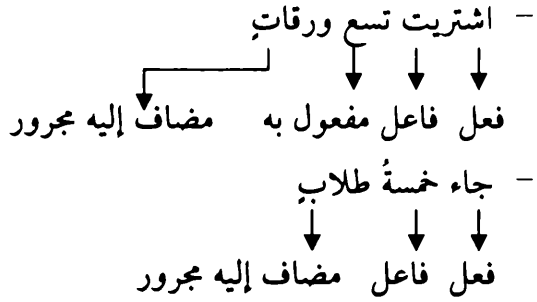 – اشتريت تسع ورقاتٍ
فعل فاعل مفعول به مضاف إليه مجرور
– جاء خمسةُ طلابٍ
فعل فاعل مضاف إليه مجرور